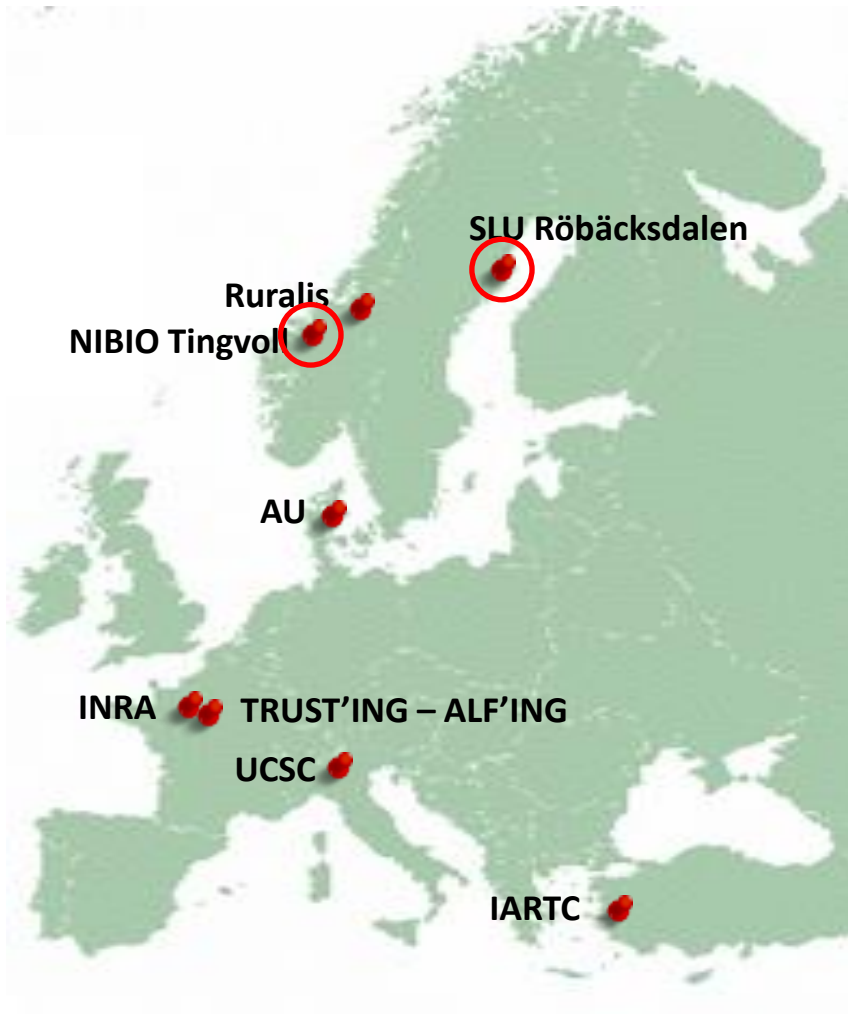 SLU Röbäcksdalen
Ruralis
NIBIO Tingvoll
AU
INRA
TRUST’ING – ALF’ING
UCSC
IARTC